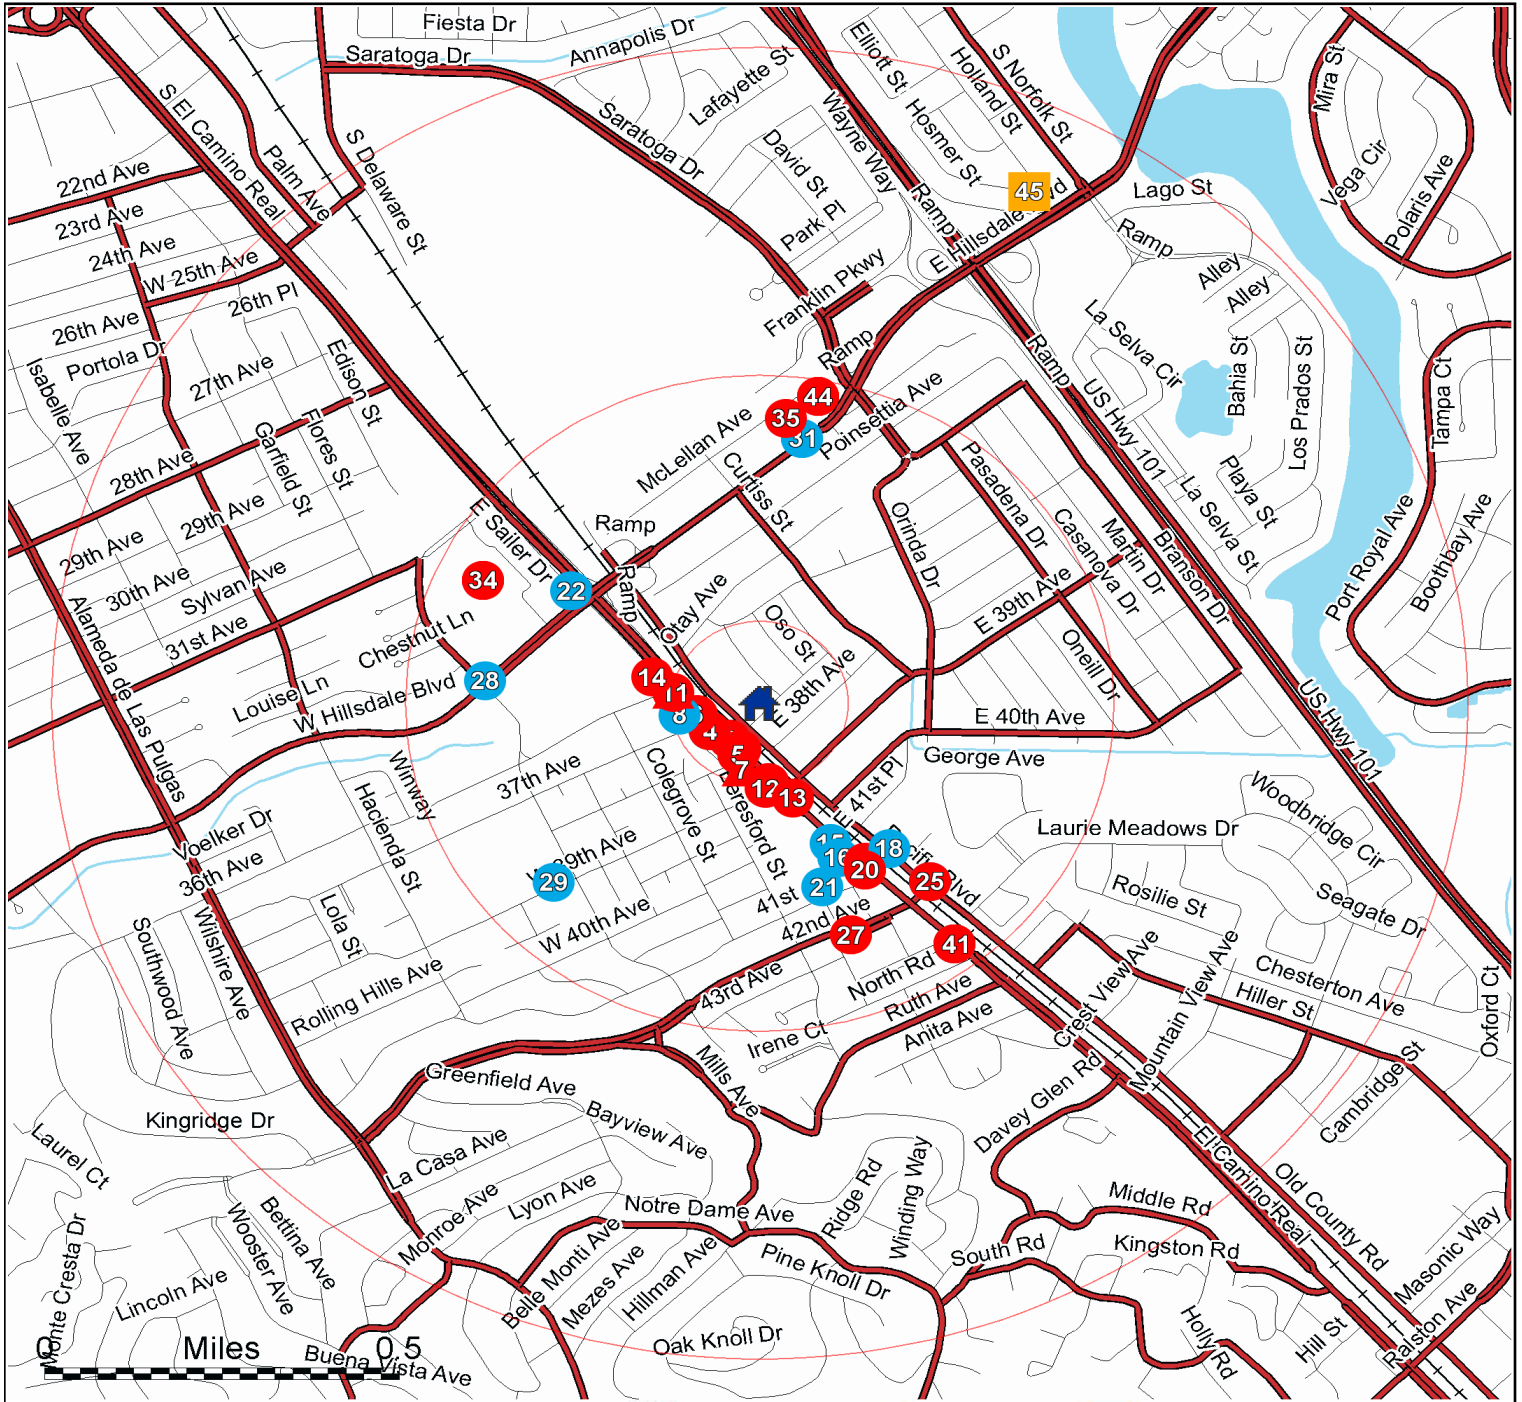 Fiesta Dr
Saratoga Dr
Annapolis Dr
Lafayette St
Elliott St
Holland St
S Norfolk St
Mira St
S El Camino Real
Palm Ave
S Delaware St
Saratoga Dr
Wayne Way
Hosmer St
David St
Park Pl
Ramp
45
E Hillsdale Blvd
Lago St
Ramp
Vega Cir
Polaris Ave
22nd Ave
23rd Ave
24th Ave
W 25th Ave
26th Pl
26th Ave
Portola Dr
Isabelle Ave
27th Ave
Edison St
Franklin Pkwy
Ramp
Alley
Alley
La Selva Cir
Ramp
US Hwy 101
Bahia St
Los Prados St
Tampa Ct
44
35
31
McLellan Ave
Poinsettia Ave
Flores St
Garfield St
28th Ave
29th Ave
29th Ave
30th Ave
Sylvan Ave
31st Ave
E Sailer Dr
Ramp
Curtiss St
Orinda Dr
Pasadena Dr
Casanova Dr
Martin Dr
Branson Dr
La Selva St
Playa St
Port Royal Ave
Boothbay Ave
34
22
Ramp
Otay Ave
Oso St
E 38th Ave
E 39th Ave
Oneill Dr
Alameda de Las Pulgas
Chestnut Ln
Louise Ln
W Hillsdale Blvd
28
14
11
8
4
5
7
12
13
E 40th Ave
George Ave
41st Pl
US Hwy 101
Winway
37th Ave
Hacienda St
Colegrove St
Beresford St
Voelker Dr
36th Ave
W 39th Ave
29
W 40th Ave
41st
42nd Ave
15
16
18
20
21
25
27
41
Pacific Blvd
Laurie Meadows Dr
Woodbridge Cir
Rosilie St
Seagate Dr
Lola St
Wilshire Ave
Southwood Ave
Rolling Hills Ave
43rd Ave
North Rd
Ruth Ave
Anita Ave
Irene Ct
Crest View Ave
Mountain View Ave
Chesterton Ave
Hiller St
Oxford Ct
Cambridge St
Greenfield Ave
Mills Ave
Bayview Ave
Kingridge Dr
Laurel Ct
La Casa Ave
Lyon Ave
Monroe Ave
Davey Glen Rd
El Camino Real
Old County Rd
Notre Dame Ave
Ridge Rd
Winding Way
Middle Rd
South Rd
Kingston Rd
Masonic Way
Bettina Ave
Wooster Ave
Monte Cresta Dr
Lincoln Ave
Belle Monti Ave
Mezes Ave
Hillman Ave
Pine Knoll Dr
Oak Knoll Dr
Holly Rd
Hill St
Ralston Ave
0 Miles 0.5
Buena Vista Ave